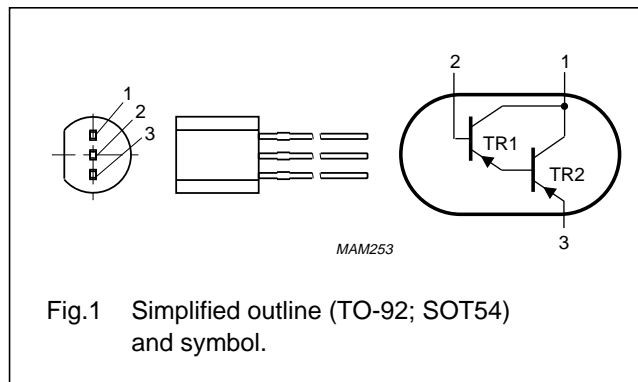 1
2
3
2
1
TR1
TR2
3
MAM253
Fig.1 Simplified outline (TO-92; SOT54)
and symbol.